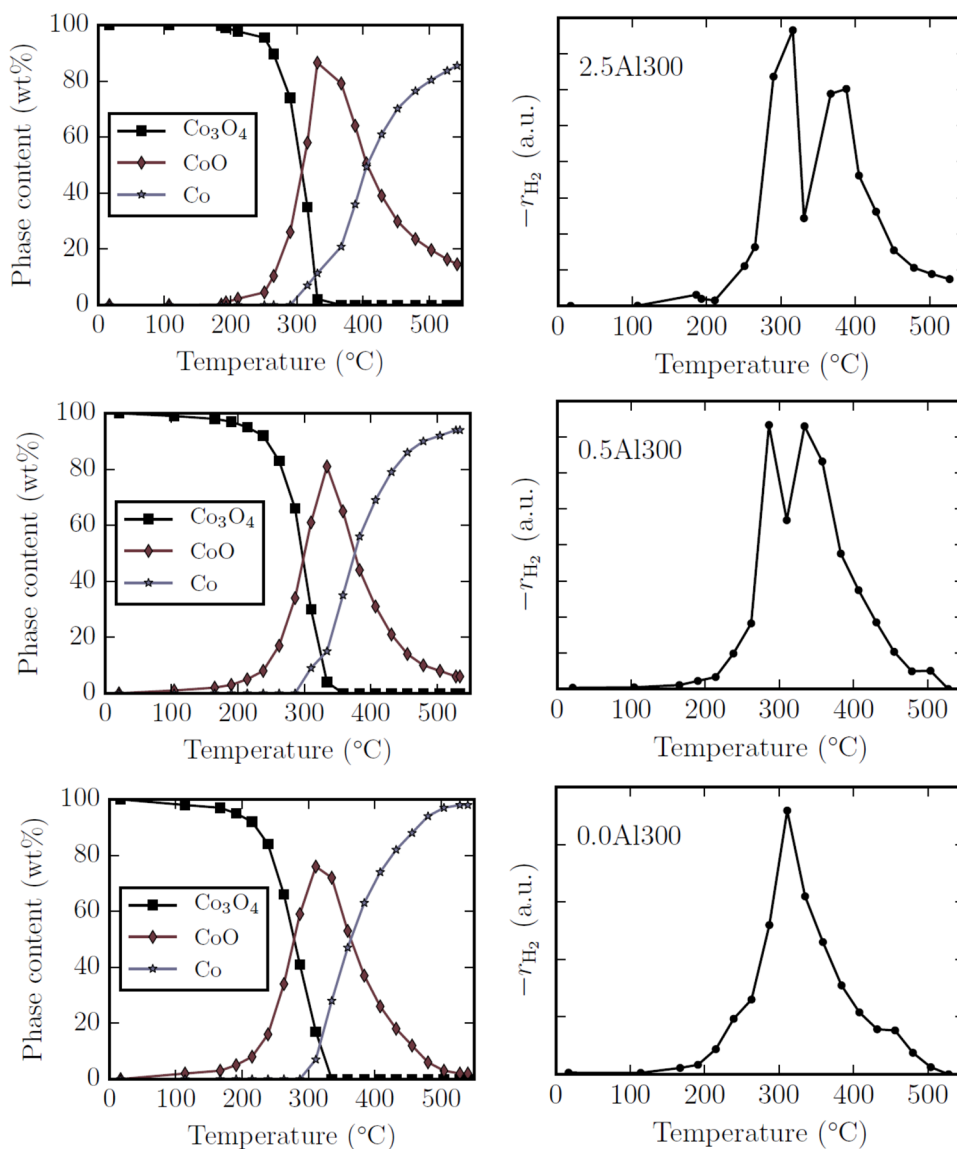 100
80
60
40
20
0
Phase content (wt%)
Co₃O₄
CoO
Co
0 100 200 300 400 500
Temperature (°C)
2.5Al300
−r_H₂ (a.u.)
0 100 200 300 400 500
Temperature (°C)
100
80
60
40
20
0
Phase content (wt%)
Co₃O₄
CoO
Co
0 100 200 300 400 500
Temperature (°C)
0.5Al300
−r_H₂ (a.u.)
0 100 200 300 400 500
Temperature (°C)
100
80
60
40
20
0
Phase content (wt%)
Co₃O₄
CoO
Co
0 100 200 300 400 500
Temperature (°C)
0.0Al300
−r_H₂ (a.u.)
0 100 200 300 400 500
Temperature (°C)